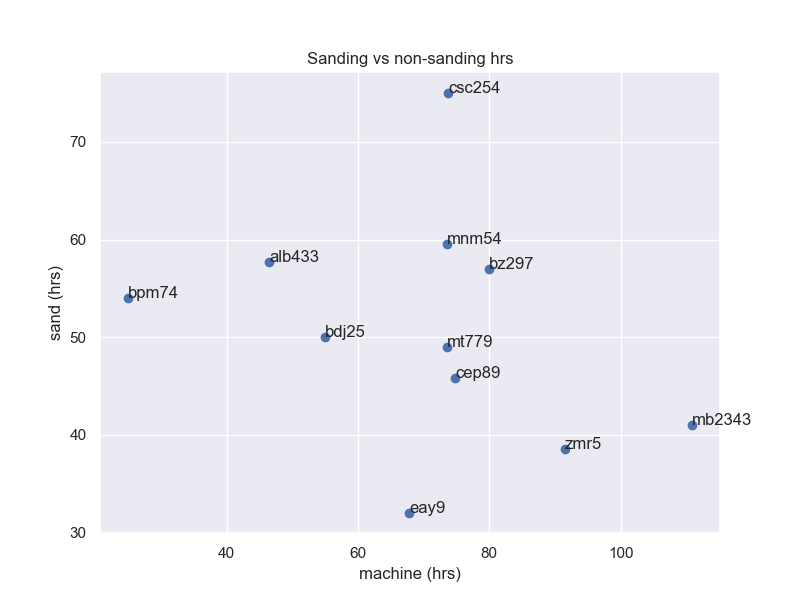 Sanding vs non-sanding hrs
csc254
70
mnm54
60
bz297
alb433
bpm74
sand (hrs)
bdj25
50
mt779
cep89
mb2343
40
zmr5
eay9
30
40 60 80 100
machine (hrs)